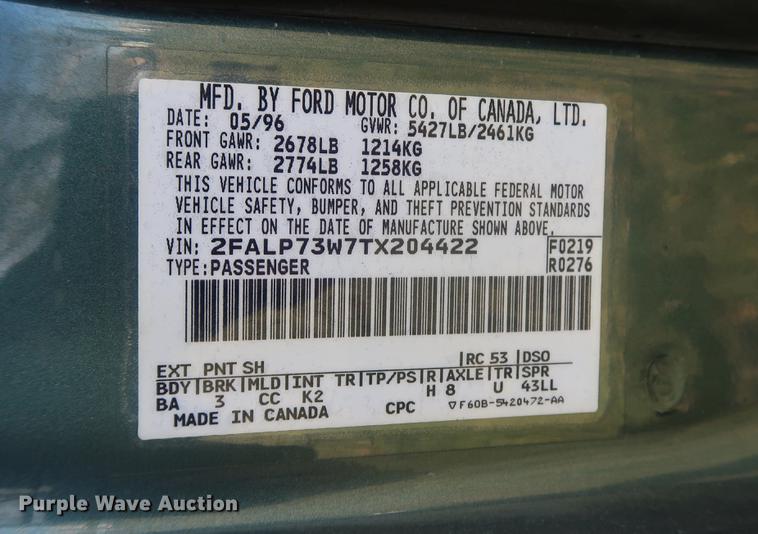 MFD. BY FORD MOTOR CO. OF CANADA, LTD.
DATE: 05/96 GVWR: 5427LB/2461KG
FRONT GAWR: 2678LB 1214KG
REAR GAWR: 2774LB 1258KG
THIS VEHICLE CONFORMS TO ALL APPLICABLE FEDERAL MOTOR
VEHICLE SAFETY, BUMPER, AND THEFT PREVENTION STANDARDS
IN EFFECT ON THE DATE OF MANUFACTURE SHOWN ABOVE.
VIN: 2FALP73W7TX204422 F0219
TYPE: PASSENGER R0276
EXT PNT SH RC 53 DSO
BDY BRK MLD INT TR TP/PS R AXLE TR SPR
BA 3 CC K2 H 8 U 43LL
MADE IN CANADA CPC ▽F60B-5420472-AA
Purple Wave Auction